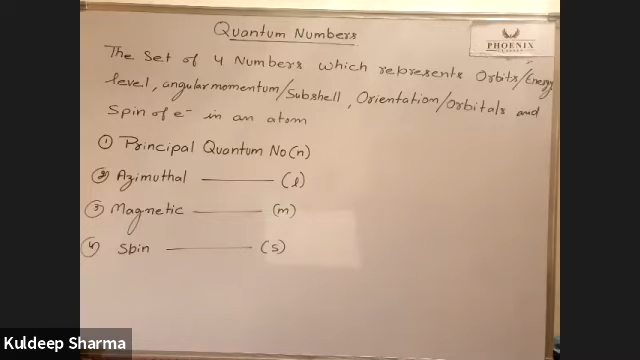 Quantum Numbers
PHOENIX
CLASSES
The Set of 4 Numbers which represents Orbits/Energy
level, angular momentum/Subshell, Orientation/Orbitals and
Spin of e⁻ in an atom
① Principal Quantum No (n)
② Azimuthal ——— (l)
③ Magnetic ——— (m)
④ Spin ——— (s)
Kuldeep Sharma